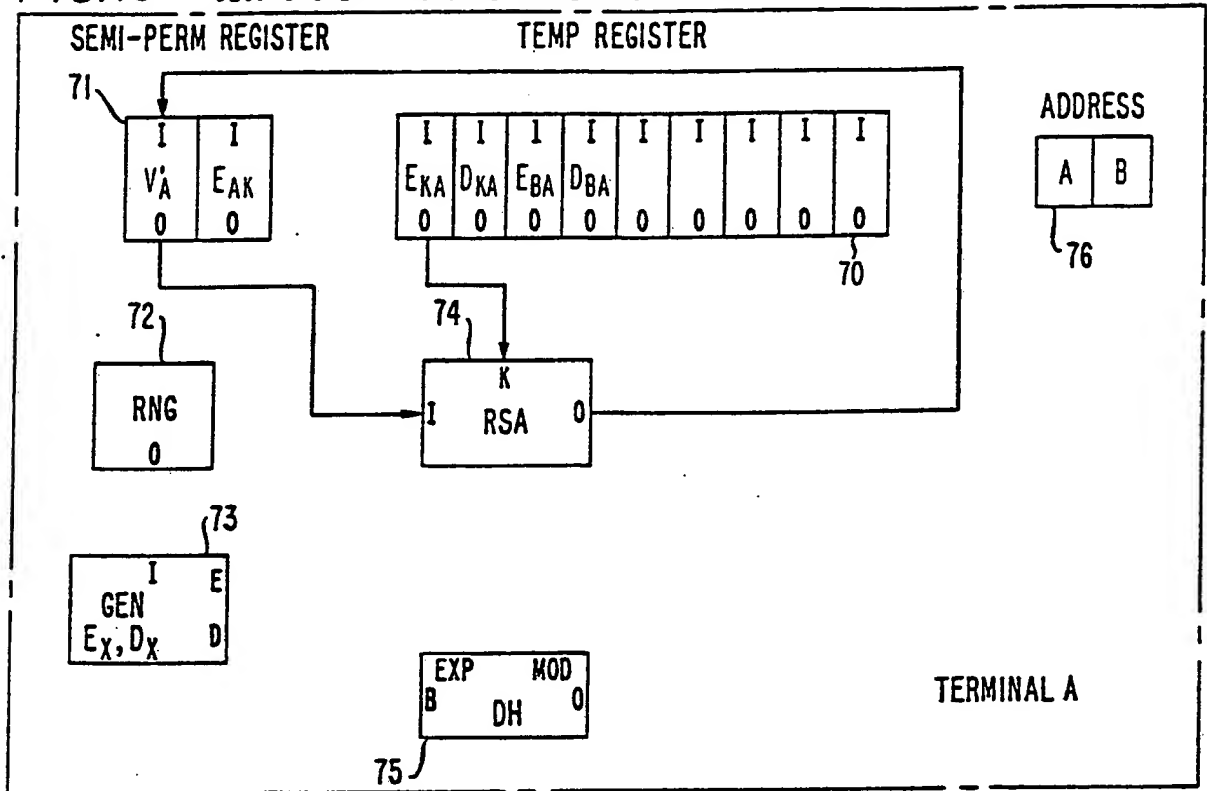 SEMI-PERM REGISTER TEMP REGISTER
71
I I
V'A EAK
0 0
I I 1 I I I I I I
EKA DKA EBA DBA
0 0 0 0 0 0 0 0 0
70
ADDRESS
A B
76
72
RNG
0
74
K
I RSA 0
73
I E
GEN
EX, DX D
EXP MOD
B DH 0
75
TERMINAL A